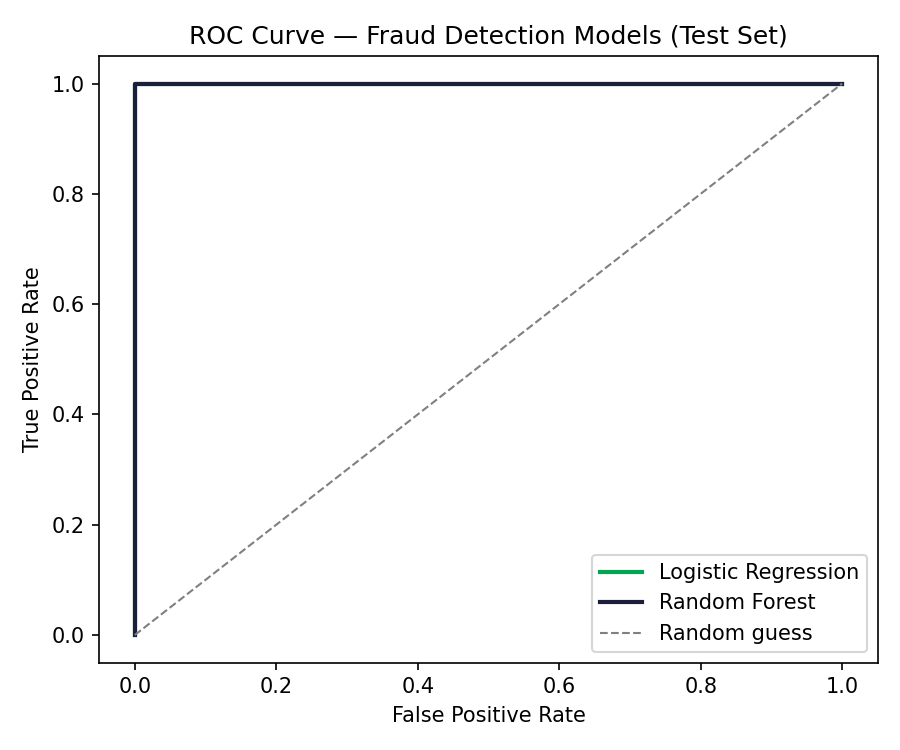 ROC Curve — Fraud Detection Models (Test Set)
True Positive Rate
1.0
0.8
0.6
0.4
0.2
0.0
0.0 0.2 0.4 0.6 0.8 1.0
False Positive Rate
Logistic Regression
Random Forest
Random guess